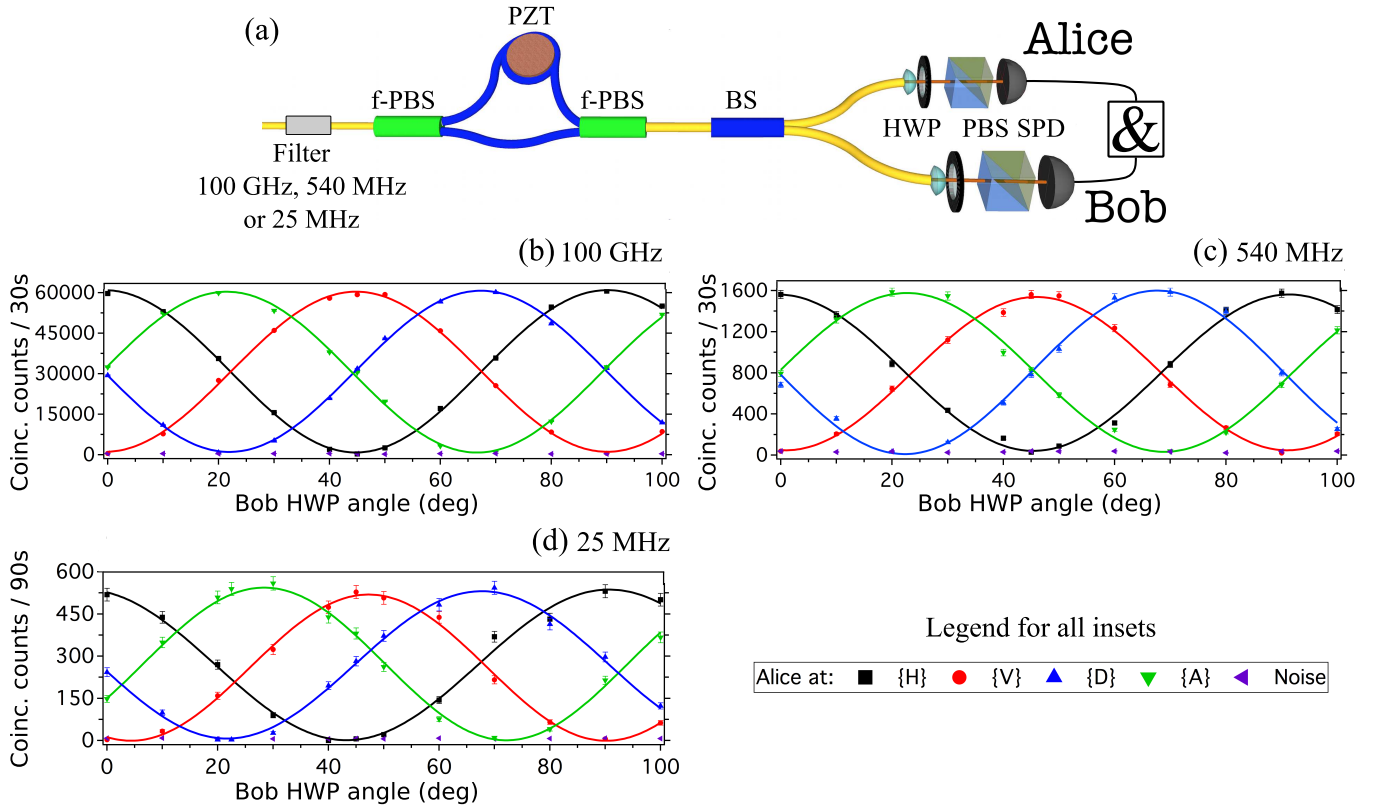 (a)
PZT
Alice
f-PBS
f-PBS
BS
HWP
PBS SPD
&
Filter
100 GHz, 540 MHz
or 25 MHz
Bob
(b) 100 GHz
Coinc. counts / 30s
60000
45000
30000
15000
0
0 20 40 60 80 100
Bob HWP angle (deg)
(c) 540 MHz
Coinc. counts / 30s
1600
1200
800
400
0
0 20 40 60 80 100
Bob HWP angle (deg)
(d) 25 MHz
Coinc. counts / 90s
600
450
300
150
0
0 20 40 60 80 100
Bob HWP angle (deg)
Legend for all insets
Alice at: {H} {V} {D} {A} Noise